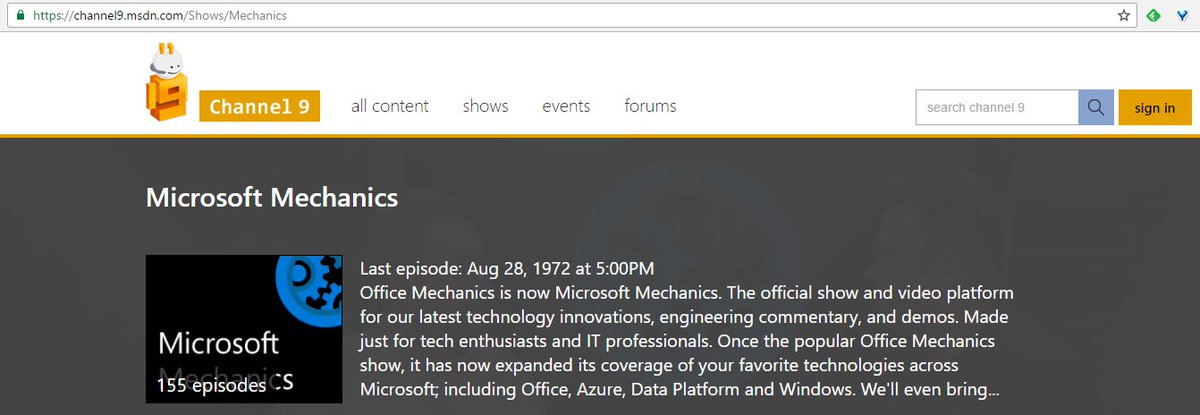 https://channel9.msdn.com/Shows/Mechanics
9
Channel 9
all content shows events forums
search channel 9
sign in
Microsoft Mechanics
Last episode: Aug 28, 1972 at 5:00PM
Office Mechanics is now Microsoft Mechanics. The official show and video platform
for our latest technology innovations, engineering commentary, and demos. Made
just for tech enthusiasts and IT professionals. Once the popular Office Mechanics
show, it has now expanded its coverage of your favorite technologies across
Microsoft; including Office, Azure, Data Platform and Windows. We'll even bring...
Microsoft
Mechanics
155 episodes